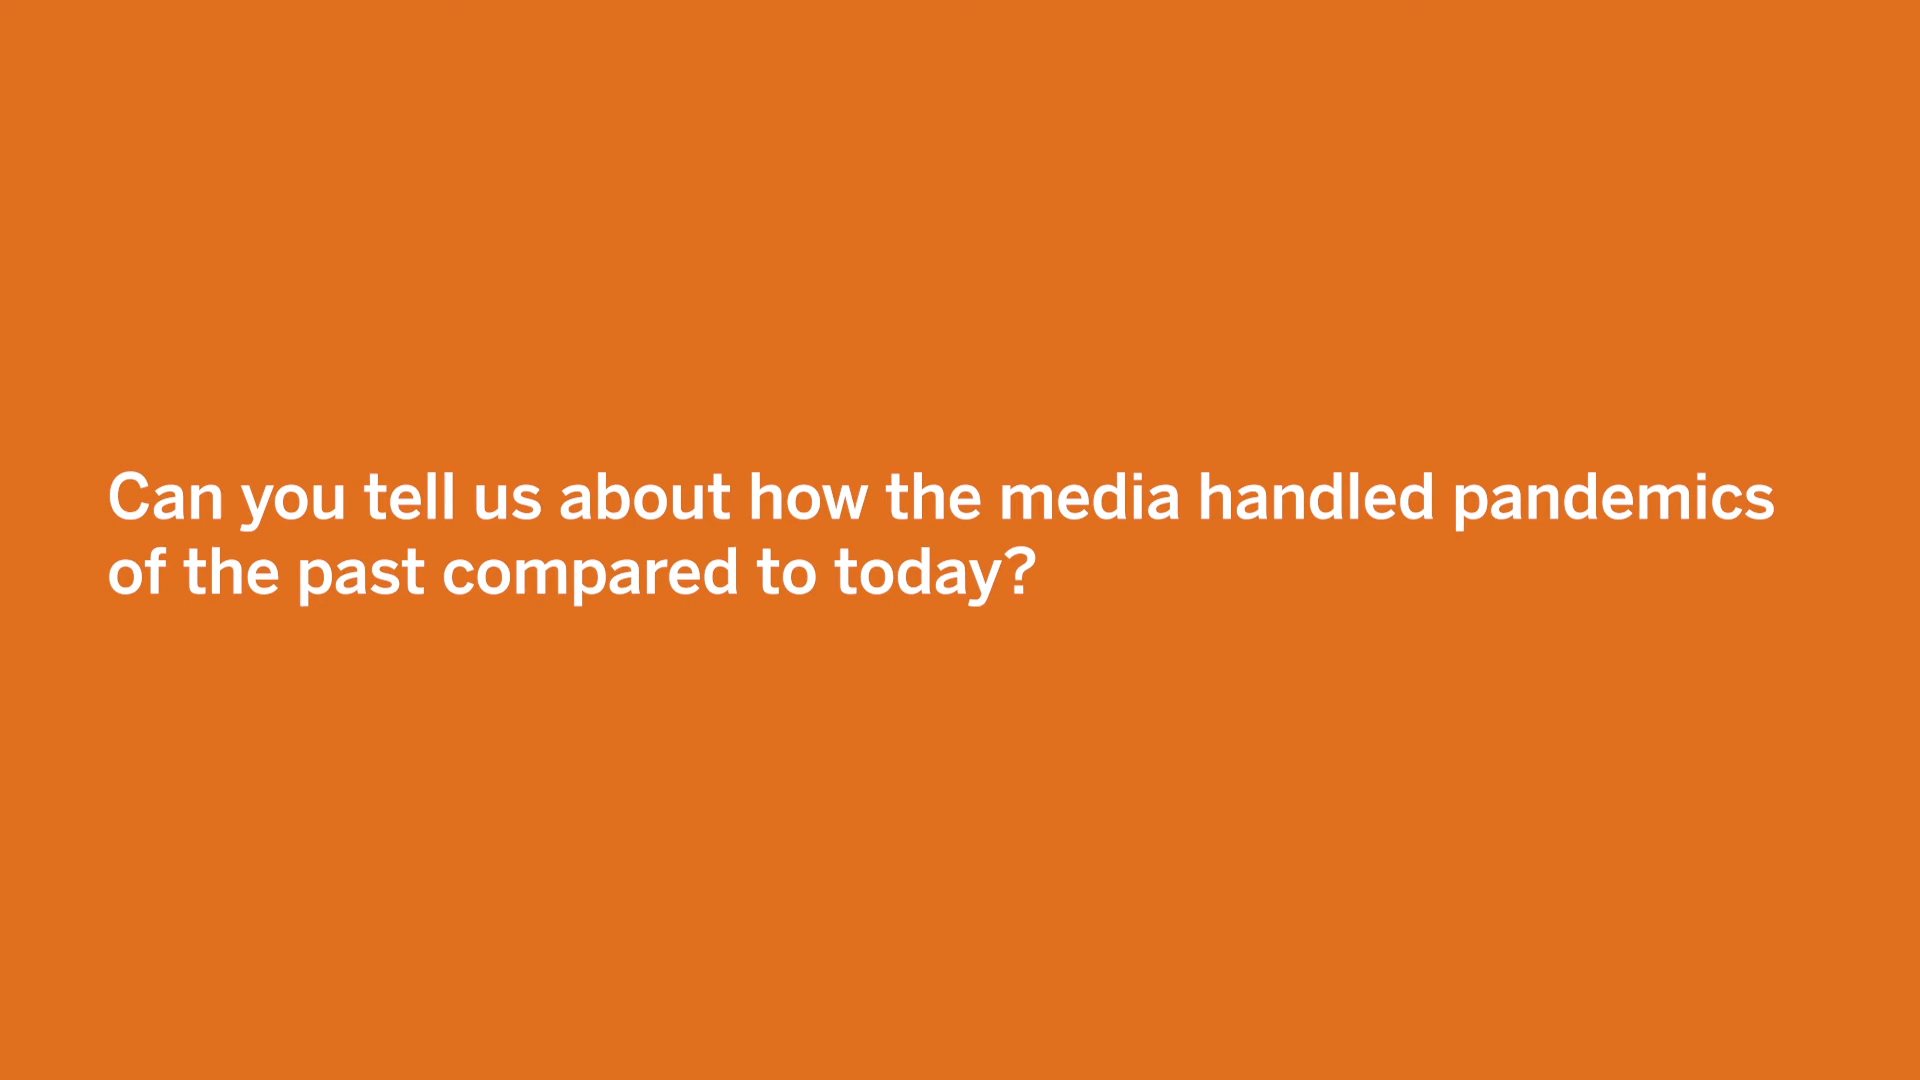 Can you tell us about how the media handled pandemics
of the past compared to today?